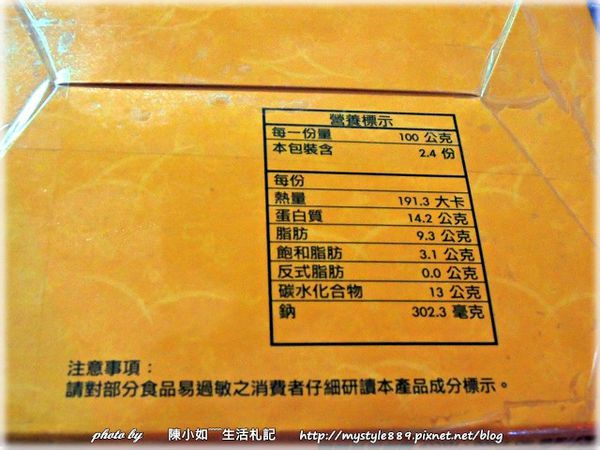 營養標示
每一份量 100 公克
本包裝含 2.4 份
每份
熱量 191.3 大卡
蛋白質 14.2 公克
脂肪 9.3 公克
飽和脂肪 3.1 公克
反式脂肪 0.0 公克
碳水化合物 13 公克
鈉 302.3 毫克
注意事項：
請對部分食品易過敏之消費者仔細研讀本產品成分標示。
photo by 陳小如~~生活札記 http://mystyle889.pixnet.net/blog